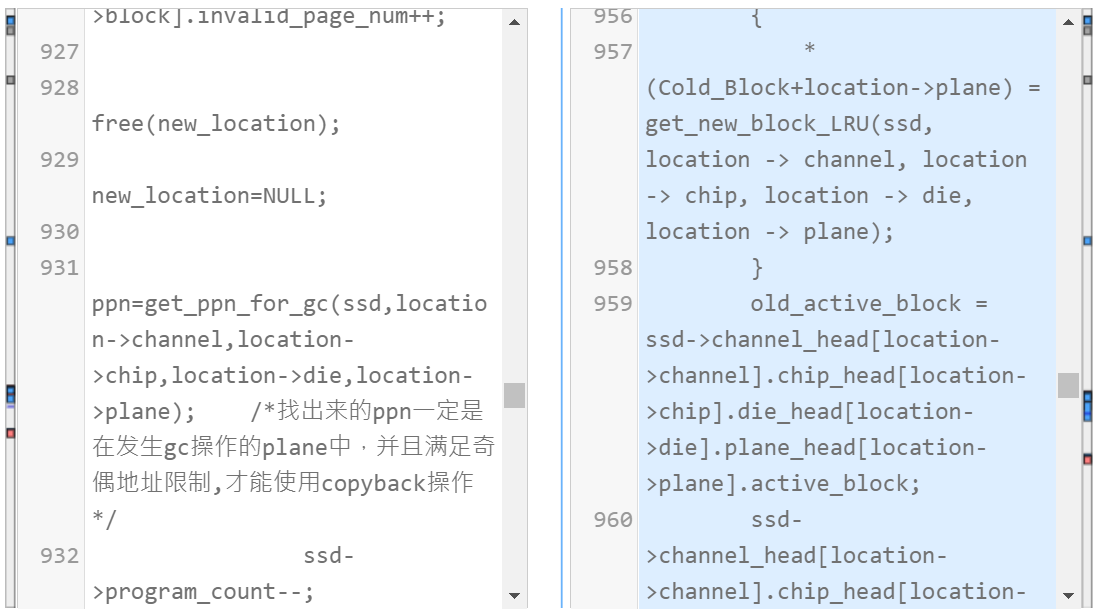 >block].invalid_page_num++;
927
928
free(new_location);
929
new_location=NULL;
930
931
ppn=get_ppn_for_gc(ssd,locatio
n->channel,location-
>chip,location->die,location-
>plane);    /*找出来的ppn一定是
在发生gc操作的plane中，并且满足奇
偶地址限制,才能使用copyback操作
*/
932                 ssd-
>program_count--;
956        {
957            *
(Cold_Block+location->plane) =
get_new_block_LRU(ssd,
location -> channel, location
-> chip, location -> die,
location -> plane);
958        }
959        old_active_block =
ssd->channel_head[location-
>channel].chip_head[location-
>chip].die_head[location-
>die].plane_head[location-
>plane].active_block;
960        ssd-
>channel_head[location-
>channel].chip_head[location-